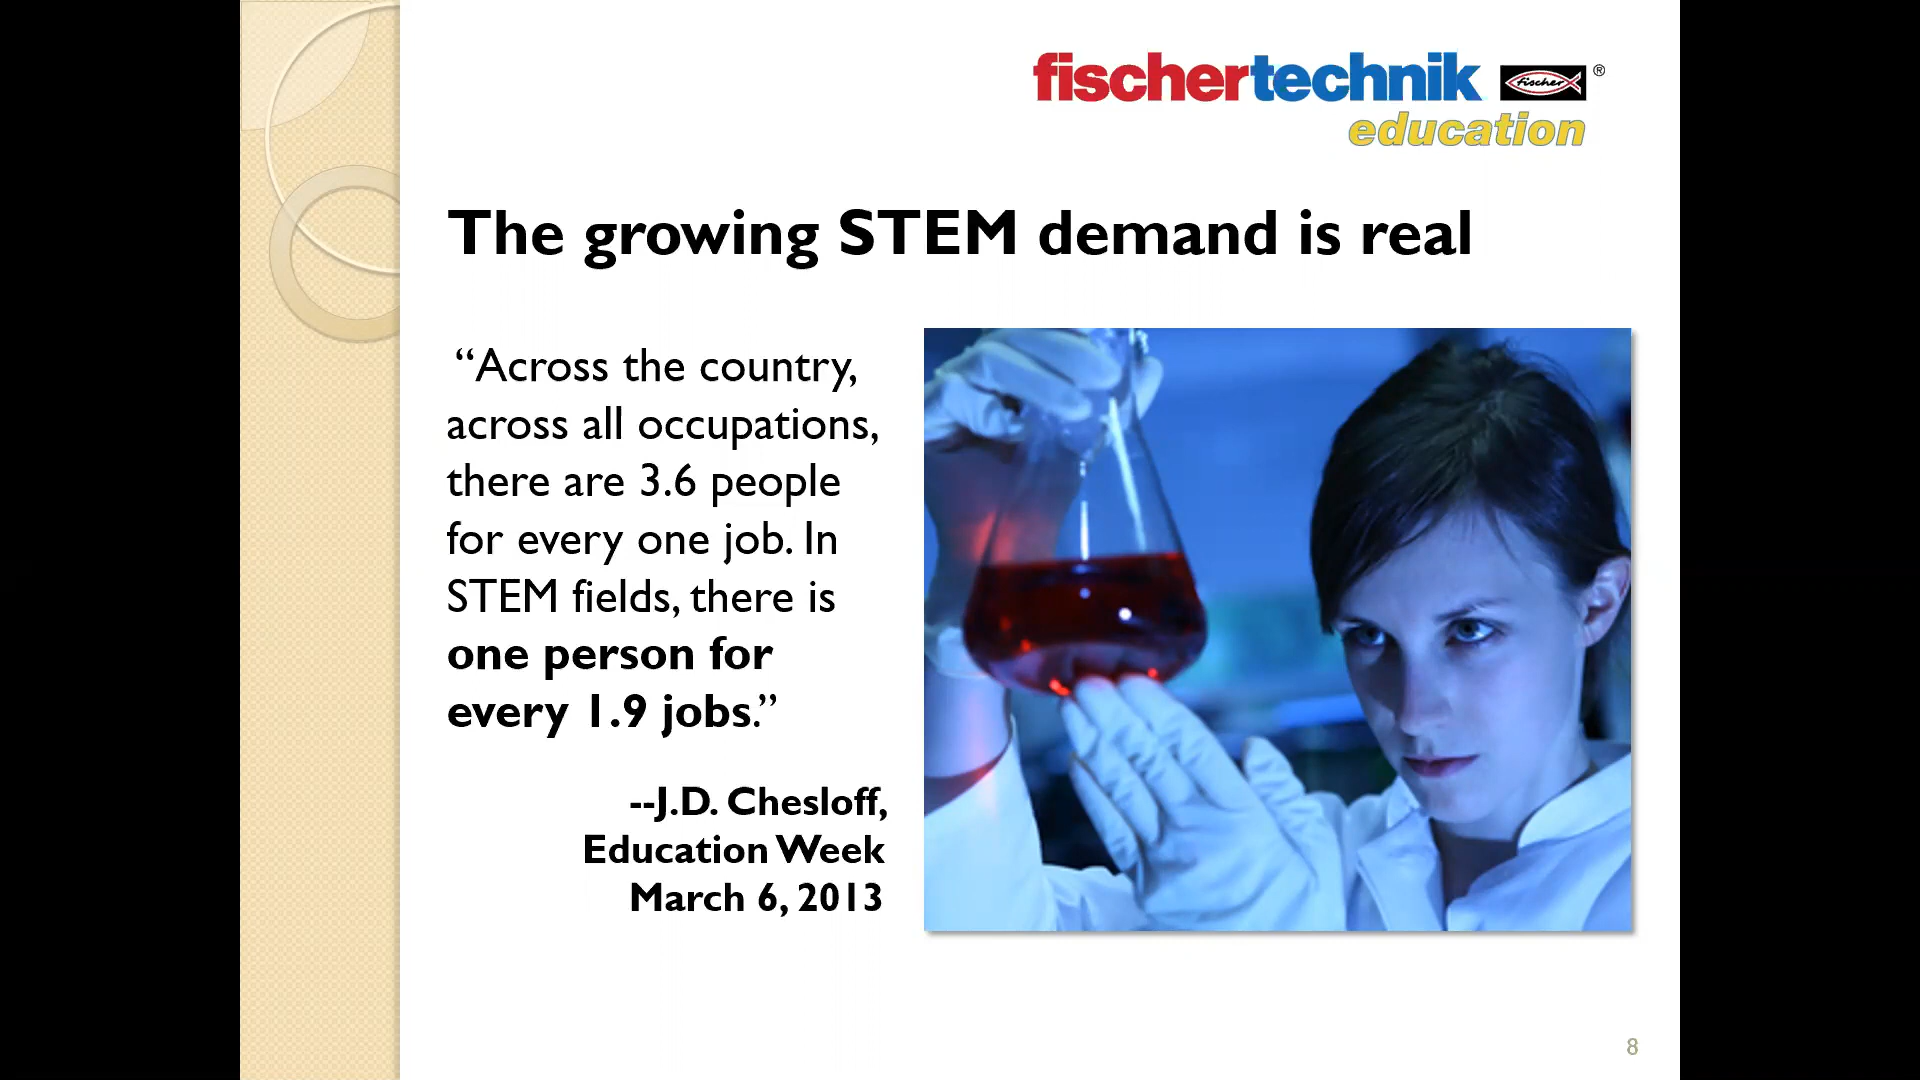 fischertechnik fischer ®
education
The growing STEM demand is real
“Across the country,
across all occupations,
there are 3.6 people
for every one job. In
STEM fields, there is
one person for
every 1.9 jobs.”
--J.D. Chesloff,
Education Week
March 6, 2013
8